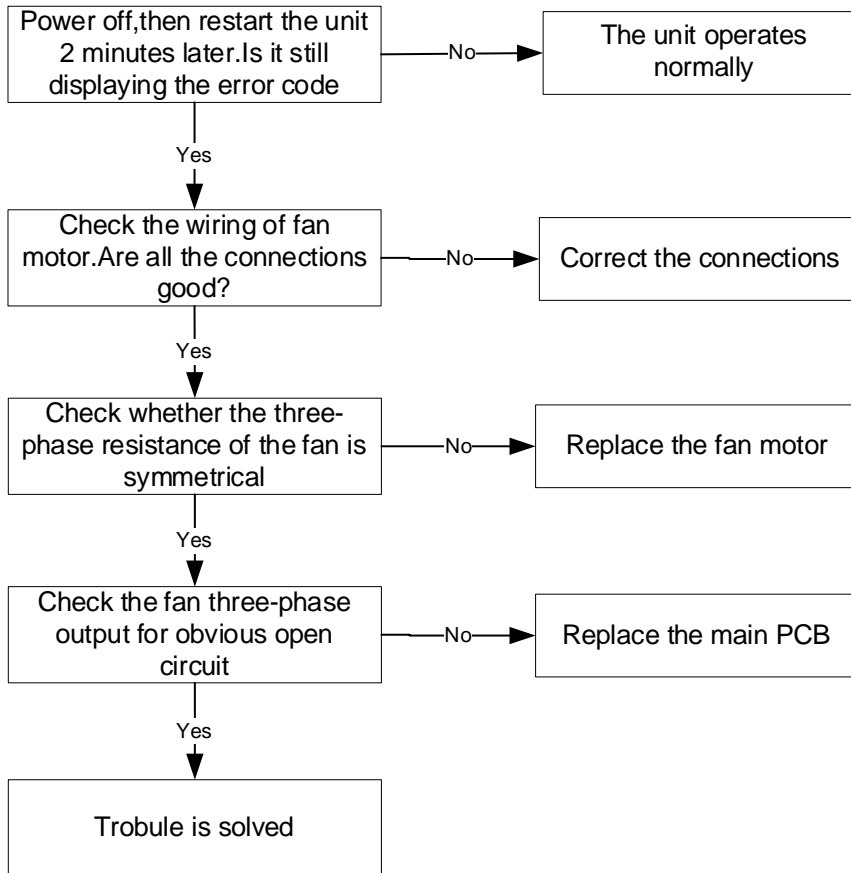 Power off,then restart the unit
2 minutes later.Is it still
displaying the error code
No
The unit operates
normally
Yes
Check the wiring of fan
motor.Are all the connections
good?
No
Correct the connections
Yes
Check whether the three-
phase resistance of the fan is
symmetrical
No
Replace the fan motor
Yes
Check the fan three-phase
output for obvious open
circuit
No
Replace the main PCB
Yes
Trobule is solved